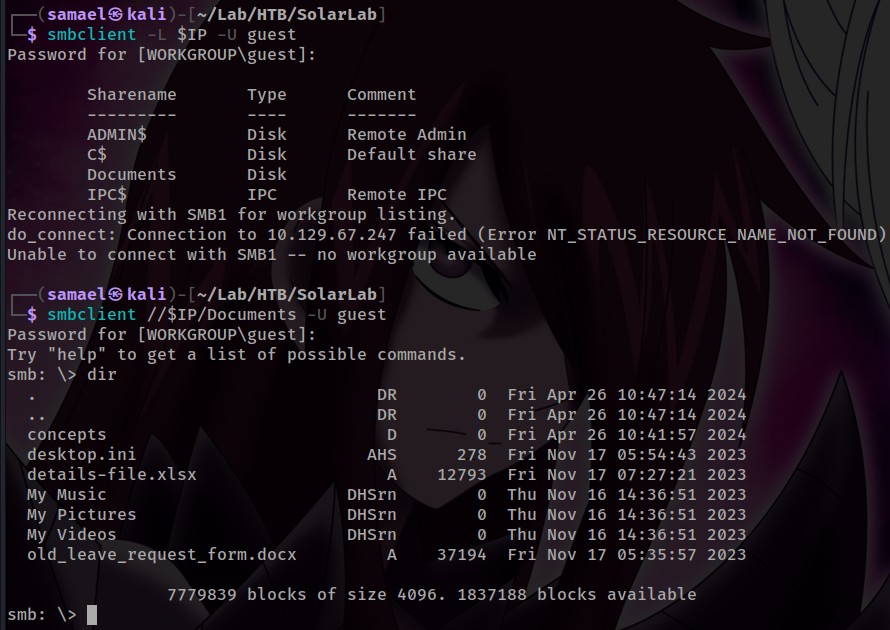 ┌──(samael㉿kali)-[~/Lab/HTB/SolarLab]
└─$ smbclient -L $IP -U guest
Password for [WORKGROUP\guest]:

        Sharename       Type      Comment
        ---------       ----      -------
        ADMIN$          Disk      Remote Admin
        C$              Disk      Default share
        Documents       Disk
        IPC$            IPC       Remote IPC
Reconnecting with SMB1 for workgroup listing.
do_connect: Connection to 10.129.67.247 failed (Error NT_STATUS_RESOURCE_NAME_NOT_FOUND)
Unable to connect with SMB1 -- no workgroup available

┌──(samael㉿kali)-[~/Lab/HTB/SolarLab]
└─$ smbclient //$IP/Documents -U guest
Password for [WORKGROUP\guest]:
Try "help" to get a list of possible commands.
smb: \> dir
  .                                  DR        0  Fri Apr 26 10:47:14 2024
  ..                                 DR        0  Fri Apr 26 10:47:14 2024
  concepts                            D        0  Fri Apr 26 10:41:57 2024
  desktop.ini                       AHS      278  Fri Nov 17 05:54:43 2023
  details-file.xlsx                   A    12793  Fri Nov 17 07:27:21 2023
  My Music                        DHSrn        0  Thu Nov 16 14:36:51 2023
  My Pictures                     DHSrn        0  Thu Nov 16 14:36:51 2023
  My Videos                       DHSrn        0  Thu Nov 16 14:36:51 2023
  old_leave_request_form.docx         A    37194  Fri Nov 17 05:35:57 2023

                7779839 blocks of size 4096. 1837188 blocks available
smb: \>